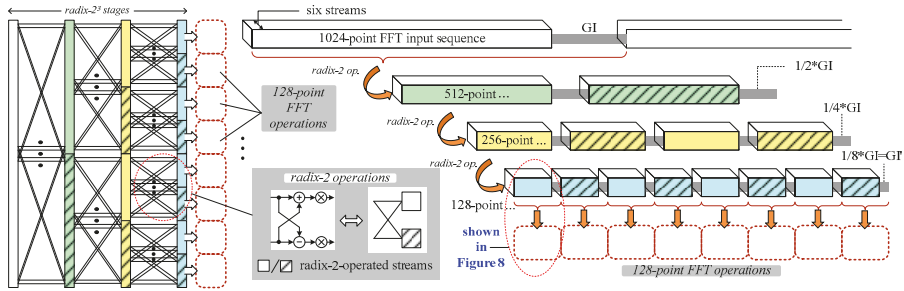 radix-2³ stages
128-point
FFT
operations
radix-2 operations
radix-2-operated streams
six streams
1024-point FFT input sequence
GI
radix-2 op.
512-point ...
1/2*GI
radix-2 op.
256-point ...
1/4*GI
radix-2 op.
1/8*GI=GI'
128-point ...
shown
in
Figure 8
128-point FFT operations